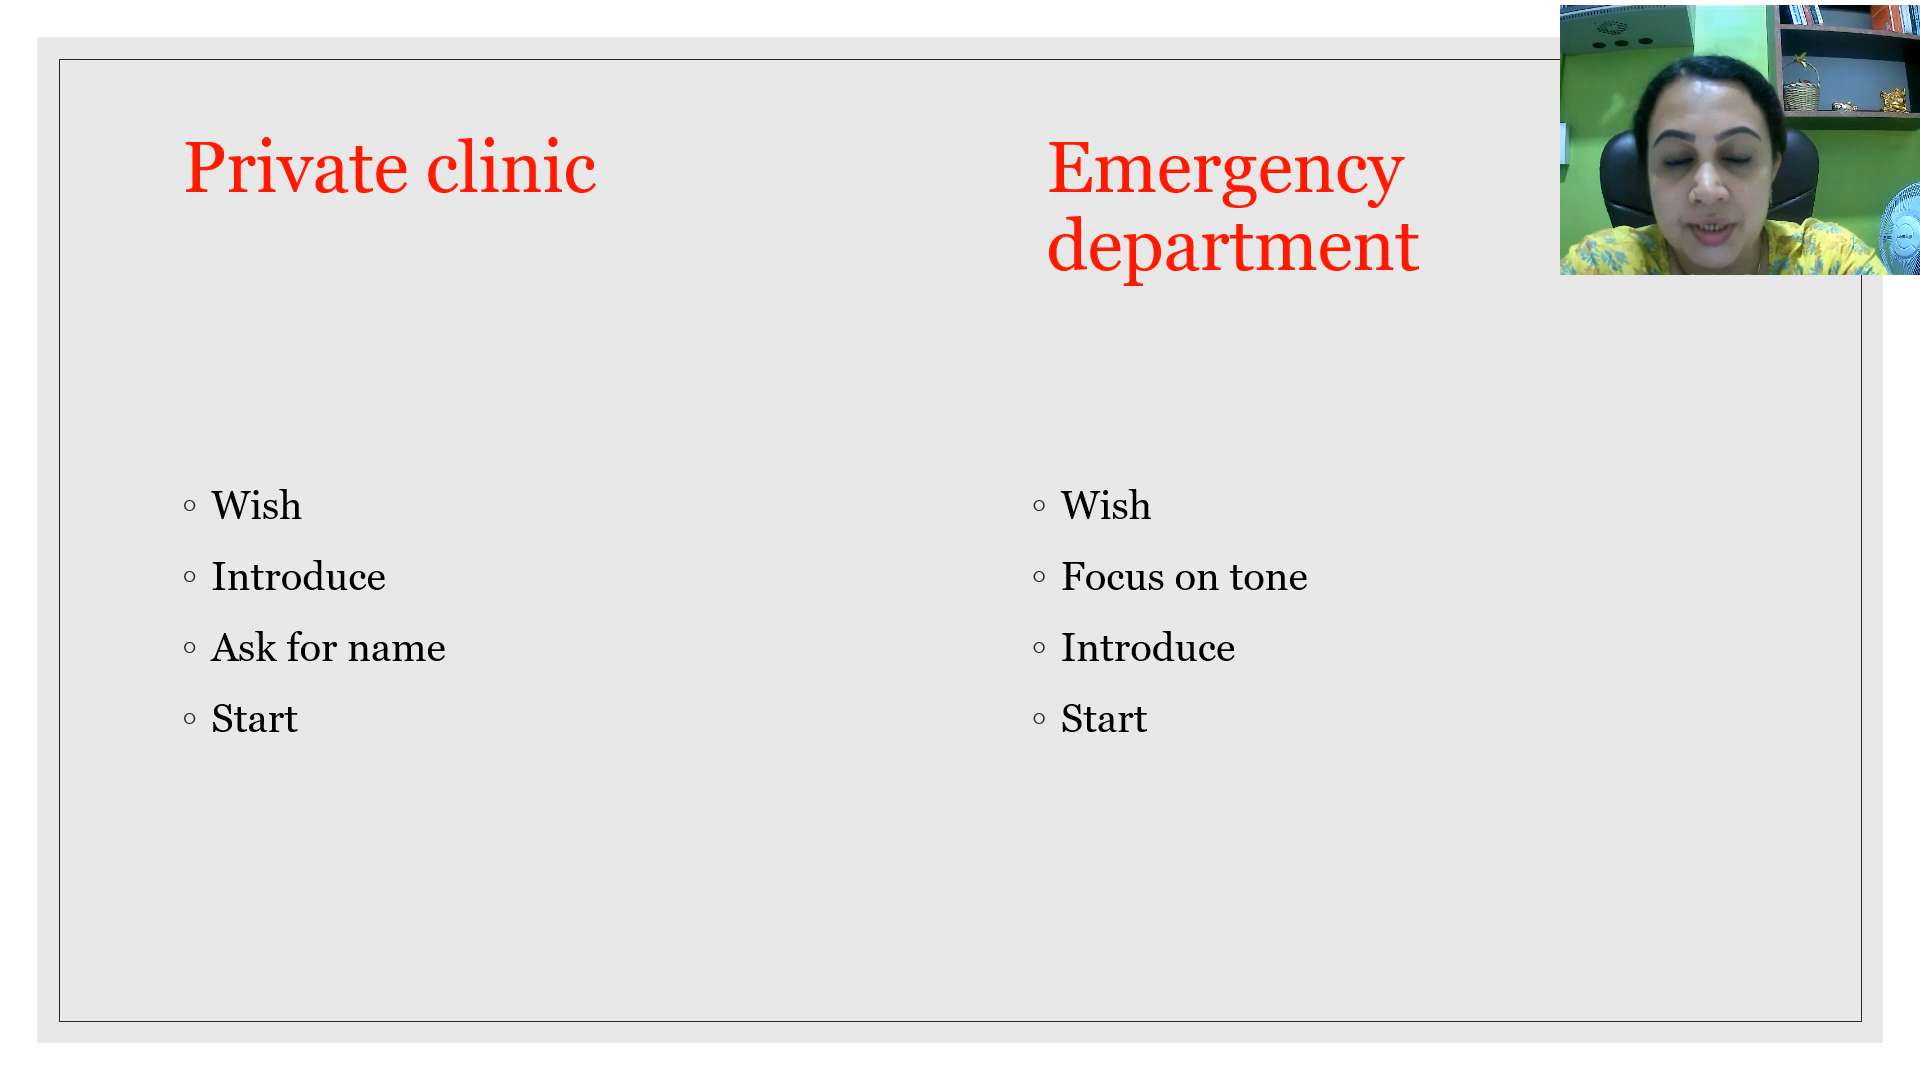 Private clinic
Emergency
department
◦ Wish
◦ Introduce
◦ Ask for name
◦ Start
◦ Wish
◦ Focus on tone
◦ Introduce
◦ Start